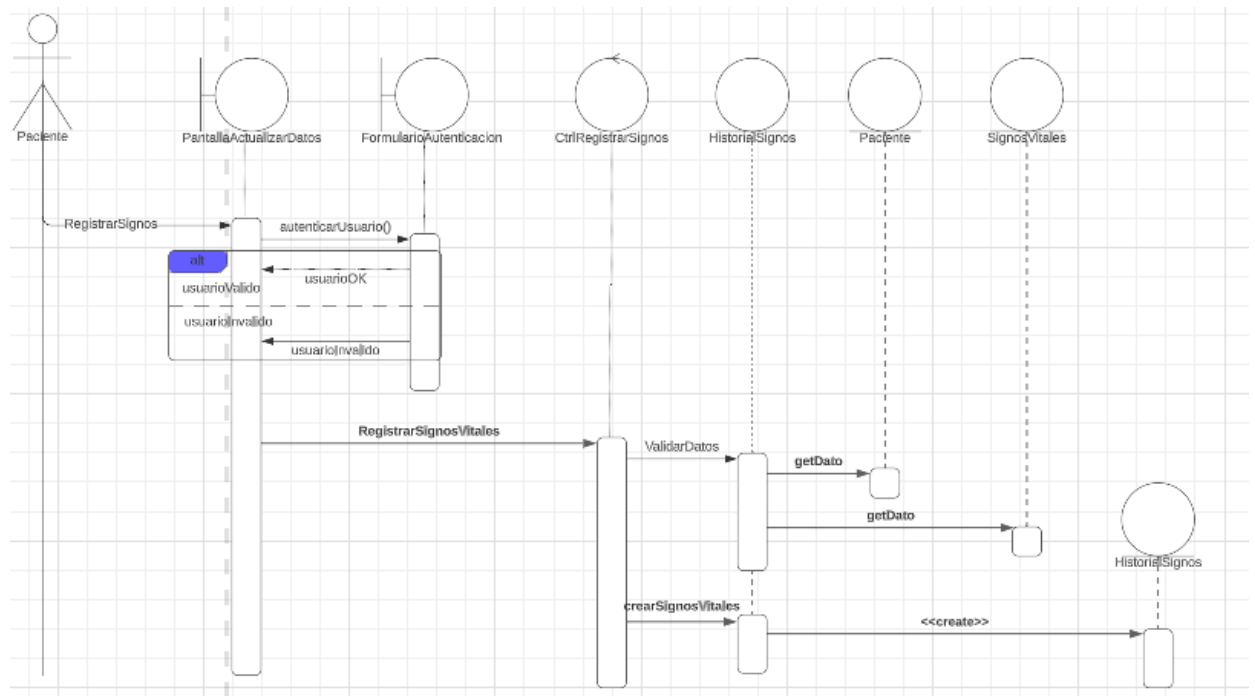 Paciente
PantallaActualizarDatos
FormularioAutenticacion
CtrlRegistrarSignos
HistorialSignos
Paciente
SignosVitales
RegistrarSignos
autenticarUsuario()
alt
usuarioOK
usuarioValido
usuarioInvalido
usuarioInvalido
RegistrarSignosVitales
ValidarDatos
getDato
getDato
HistorialSignos
crearSignosVitales
<<create>>